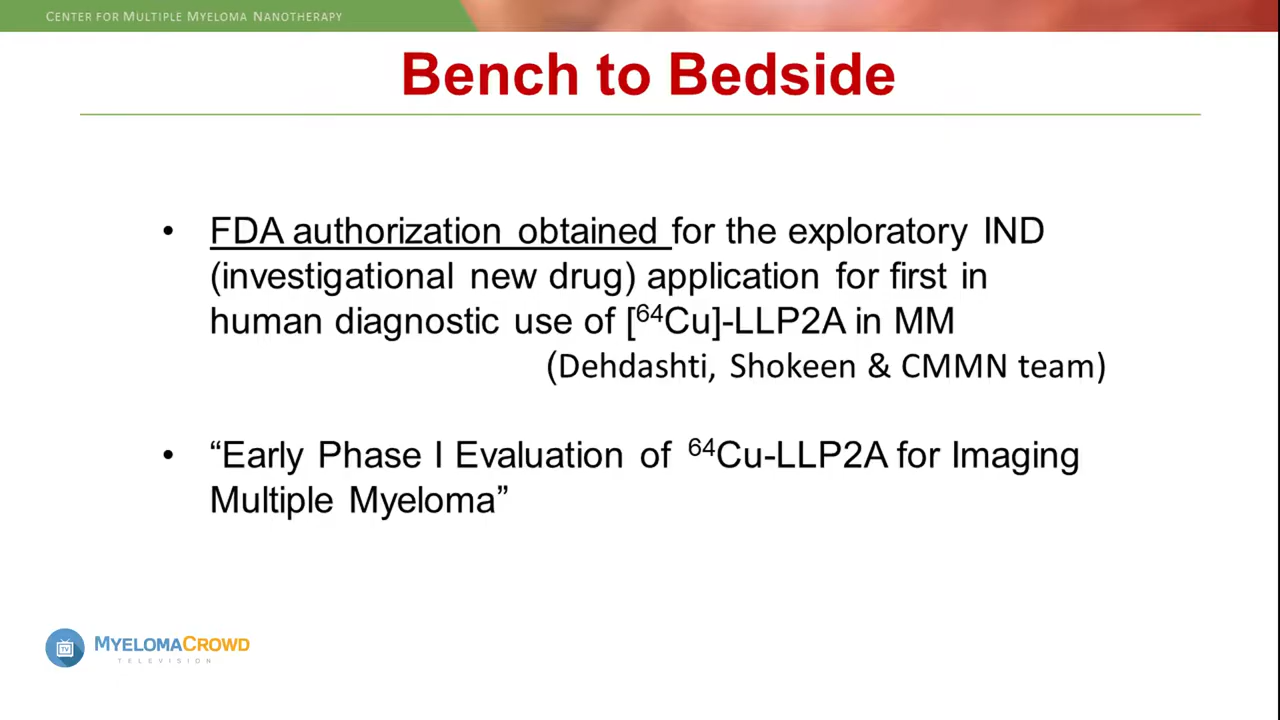 CENTER FOR MULTIPLE MYELOMA NANOTHERAPY
Bench to Bedside
• FDA authorization obtained for the exploratory IND
(investigational new drug) application for first in
human diagnostic use of [⁶⁴Cu]-LLP2A in MM
(Dehdashti, Shokeen & CMMN team)
• “Early Phase I Evaluation of ⁶⁴Cu-LLP2A for Imaging
Multiple Myeloma”
TV
MYELOMACROWD
TELEVISION